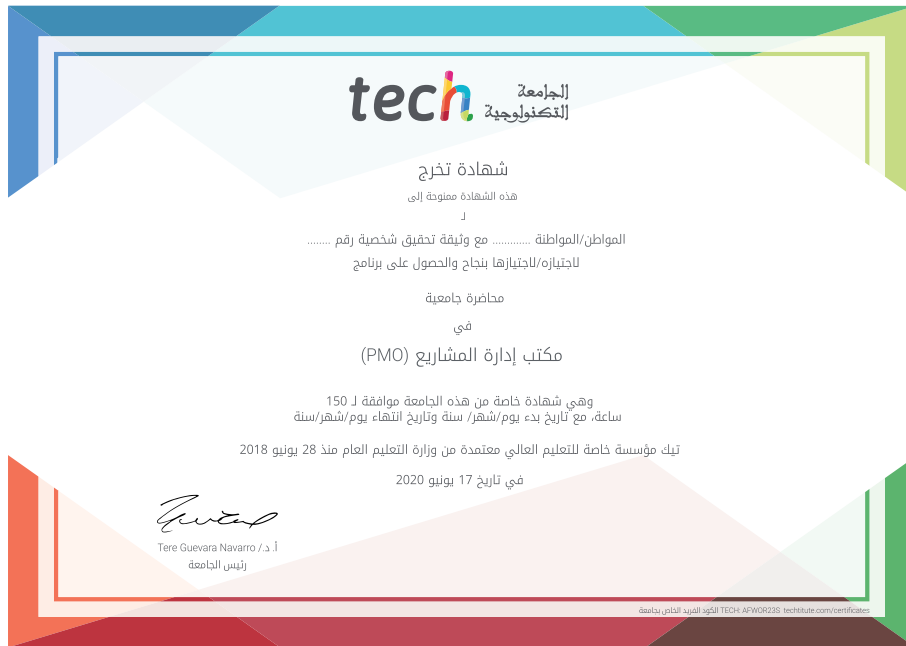 tech الجامعة
التكنولوجية
شهادة تخرج
هذه الشهادة ممنوحة إلى
لـ
المواطن/المواطنة ............. مع وثيقة تحقيق شخصية رقم ........
لاجتيازه/لاجتيازها بنجاح والحصول على برنامج
محاضرة جامعية
في
مكتب إدارة المشاريع (PMO)
وهي شهادة خاصة من هذه الجامعة موافقة لـ 150
ساعة، مع تاريخ بدء يوم/شهر/ سنة وتاريخ انتهاء يوم/شهر/سنة
تيك مؤسسة خاصة للتعليم العالي معتمدة من وزارة التعليم العام منذ 28 يونيو 2018
في تاريخ 17 يونيو 2020
أ. د./ Tere Guevara Navarro
رئيس الجامعة
الكود الفريد الخاص بجامعة TECH: AFWOR23S techtitute.com/certificates